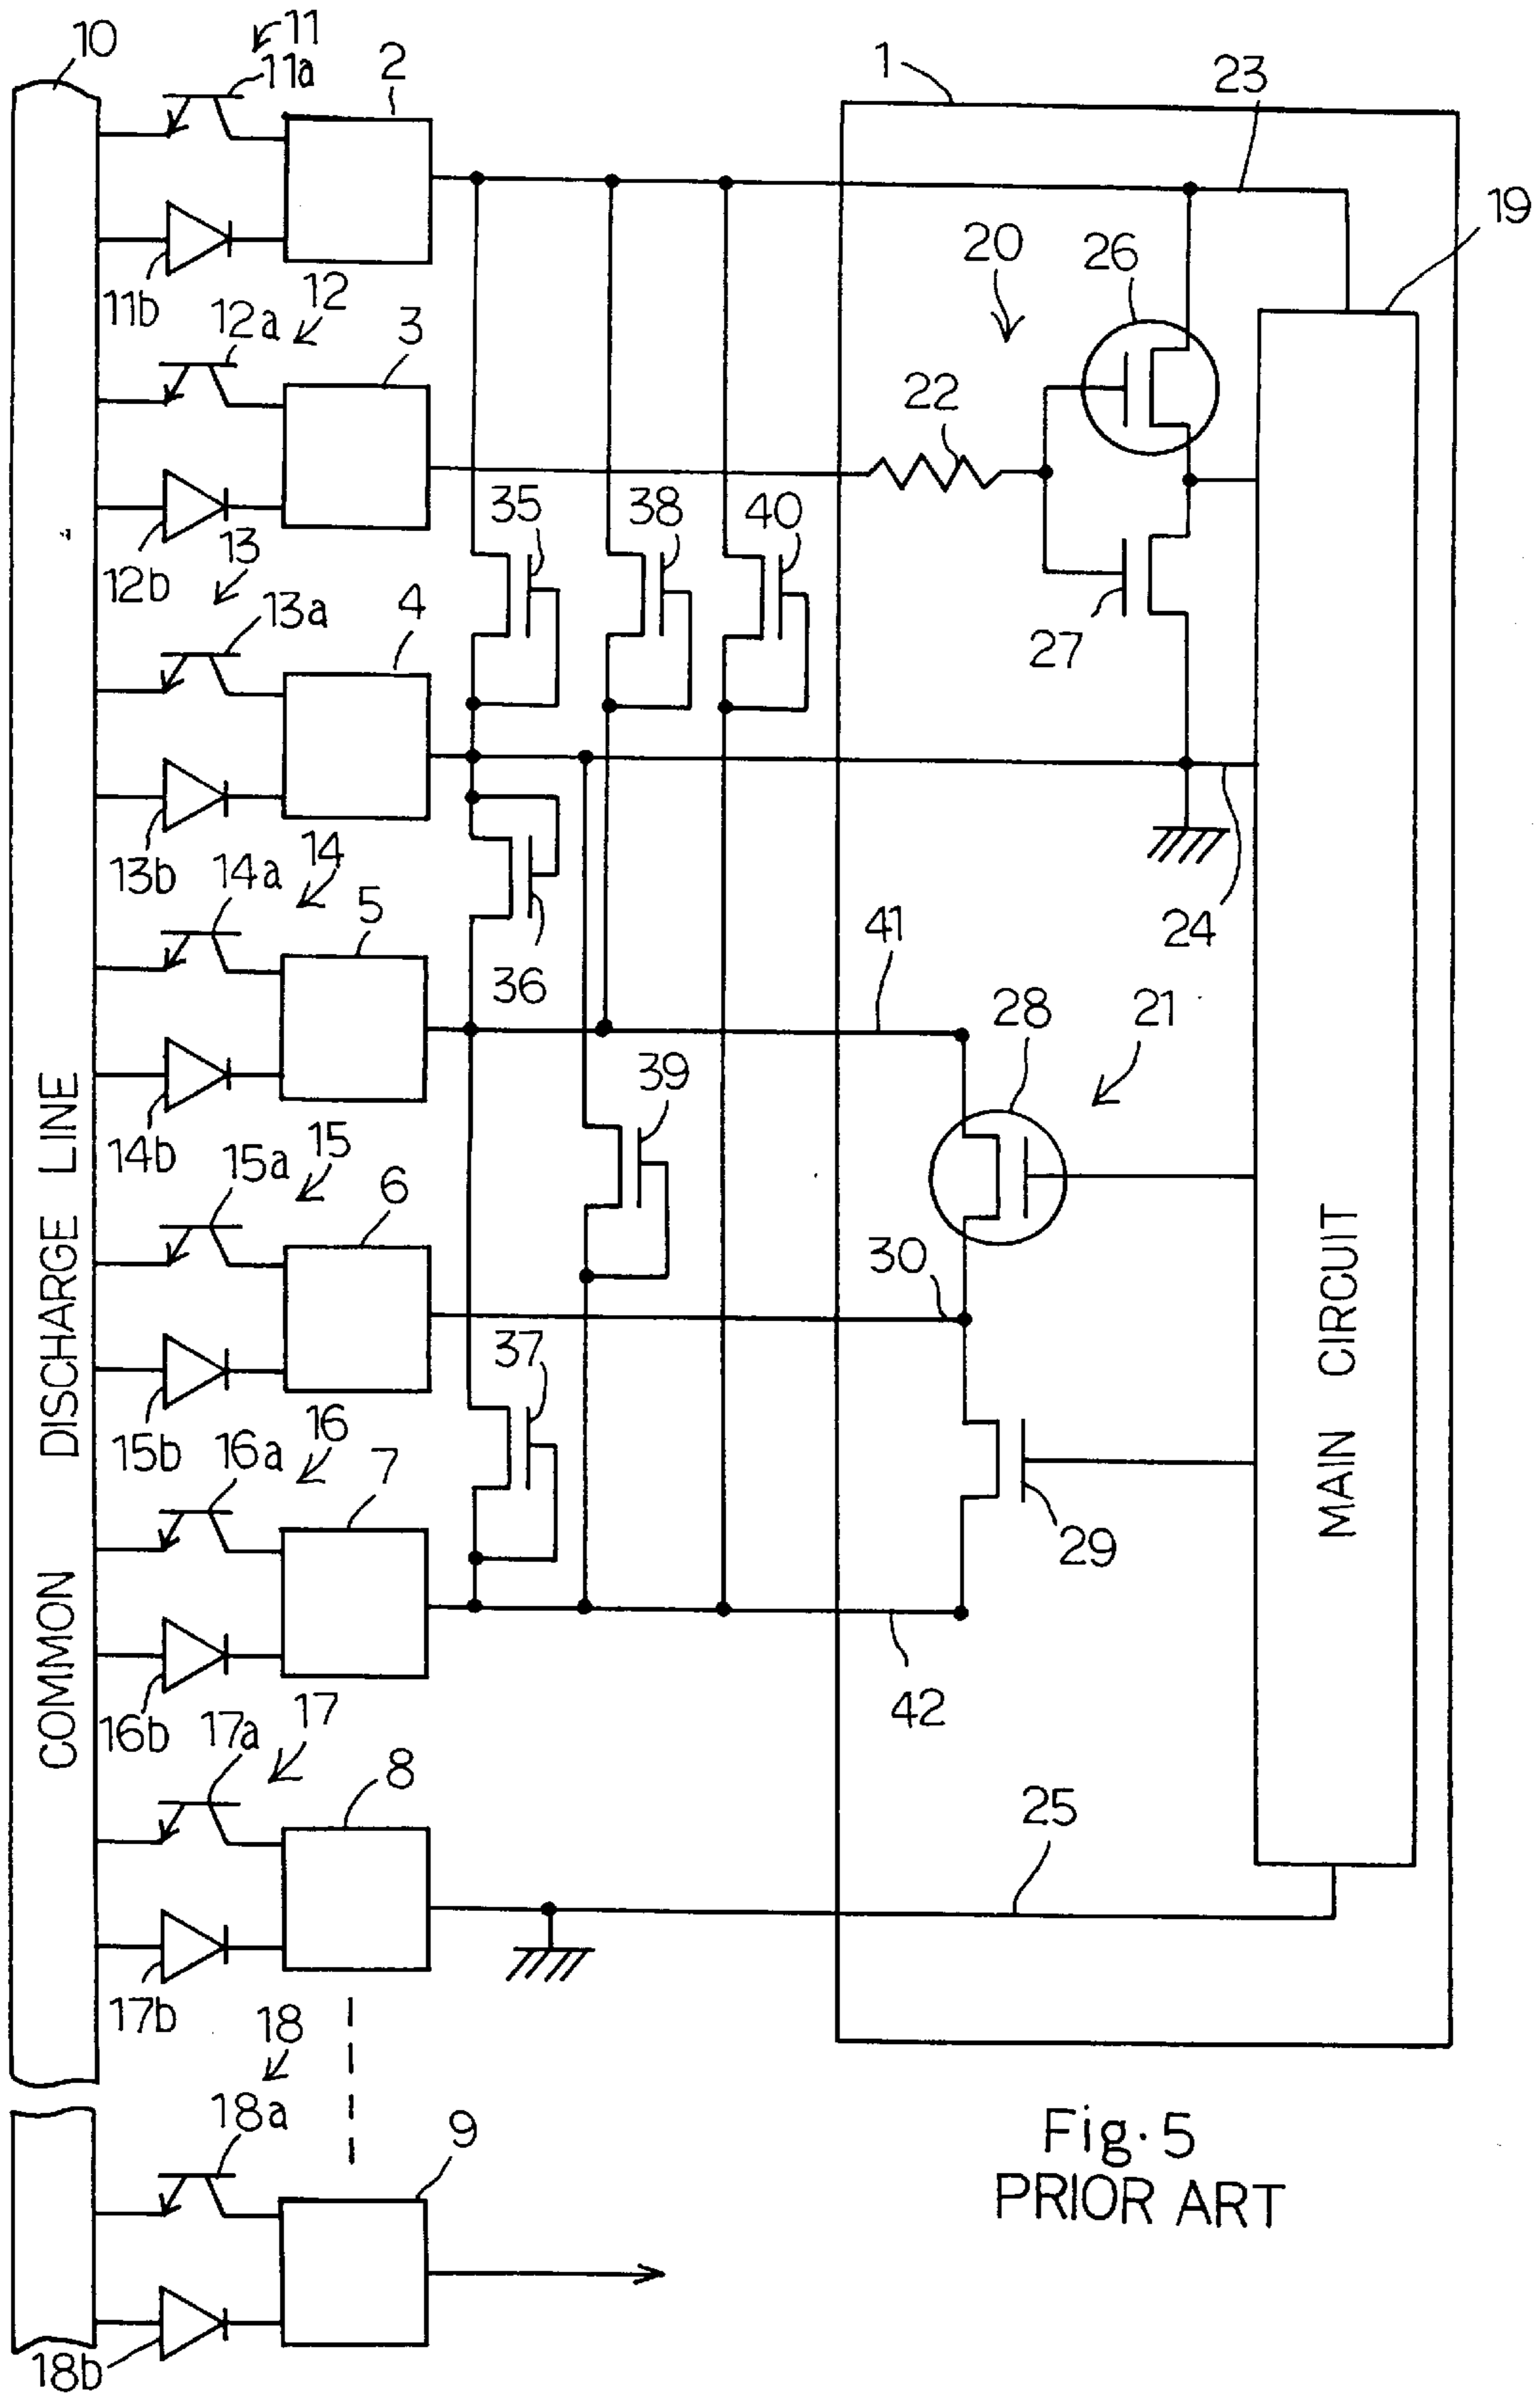 10
11
11a
2
1
23
19
20
26
11b
12
12a
3
22
35
38
40
12b
13
13a
4
27
13b
14
14a
5
36
41
24
28
21
39
14b
15
15a
6
30
37
15b
16
16a
7
29
42
16b
17
17a
8
25
17b
18
18a
9
18b
COMMON DISCHARGE LINE
MAIN CIRCUIT
Fig. 5
PRIOR ART